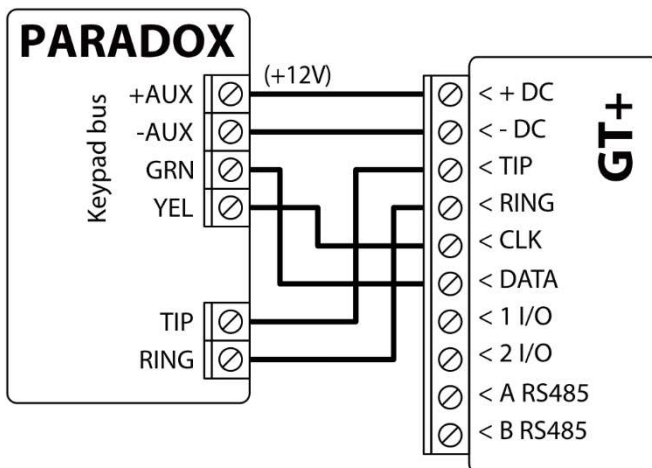 PARADOX
Keypad bus
+AUX
-AUX
GRN
YEL
TIP
RING
(+12V)
GT+
< + DC
< - DC
< TIP
< RING
< CLK
< DATA
< 1 I/O
< 2 I/O
< A RS485
< B RS485